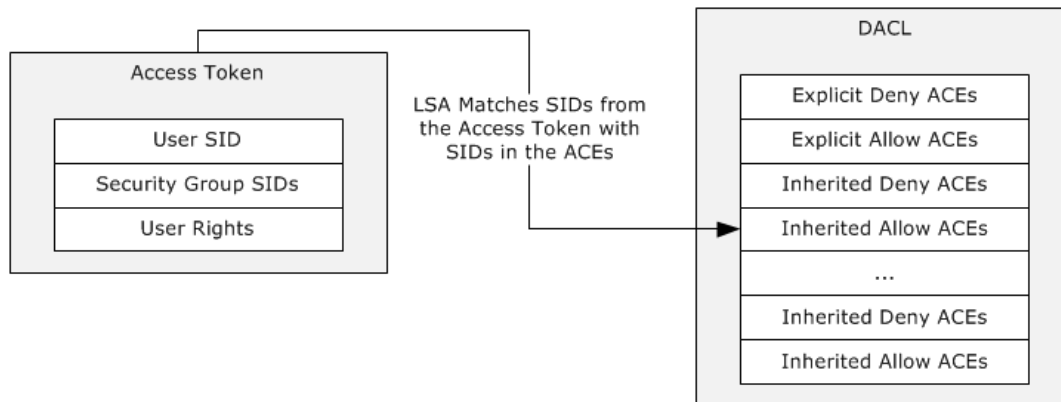 Access Token
User SID
Security Group SIDs
User Rights
LSA Matches SIDs from
the Access Token with
SIDs in the ACEs
DACL
Explicit Deny ACEs
Explicit Allow ACEs
Inherited Deny ACEs
Inherited Allow ACEs
...
Inherited Deny ACEs
Inherited Allow ACEs